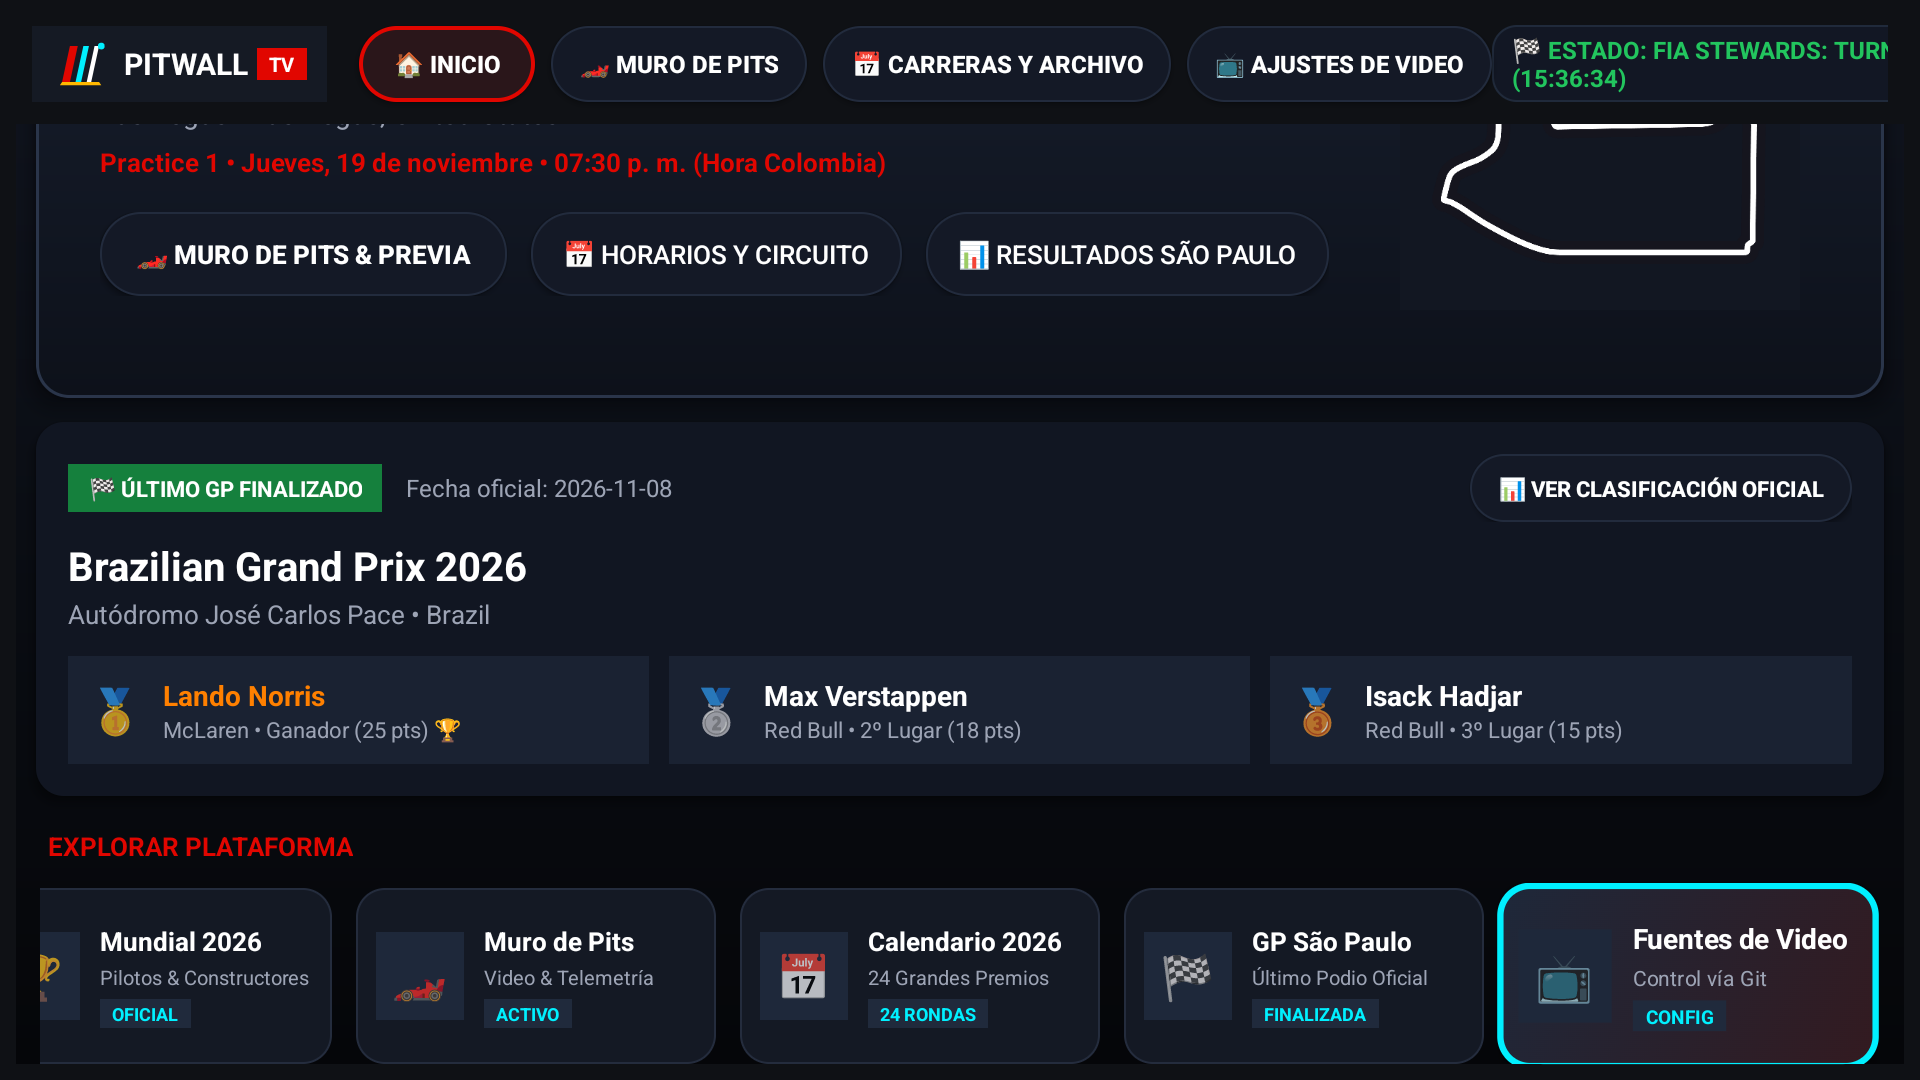 PITWALL TV
🏠 INICIO
🏎️ MURO DE PITS
📅 CARRERAS Y ARCHIVO
📺 AJUSTES DE VIDEO
🏁 ESTADO: FIA STEWARDS: TURN
(15:36:34)
Practice 1 • Jueves, 19 de noviembre • 07:30 p. m. (Hora Colombia)
🏎️ MURO DE PITS & PREVIA
📅 HORARIOS Y CIRCUITO
📊 RESULTADOS SÃO PAULO
🏁 ÚLTIMO GP FINALIZADO
Fecha oficial: 2026-11-08
📊 VER CLASIFICACIÓN OFICIAL
Brazilian Grand Prix 2026
Autódromo José Carlos Pace • Brazil
Lando Norris
McLaren • Ganador (25 pts) 🏆
Max Verstappen
Red Bull • 2º Lugar (18 pts)
Isack Hadjar
Red Bull • 3º Lugar (15 pts)
EXPLORAR PLATAFORMA
Mundial 2026
Pilotos & Constructores
OFICIAL
Muro de Pits
Video & Telemetría
ACTIVO
Calendario 2026
24 Grandes Premios
24 RONDAS
GP São Paulo
Último Podio Oficial
FINALIZADA
Fuentes de Video
Control vía Git
CONFIG